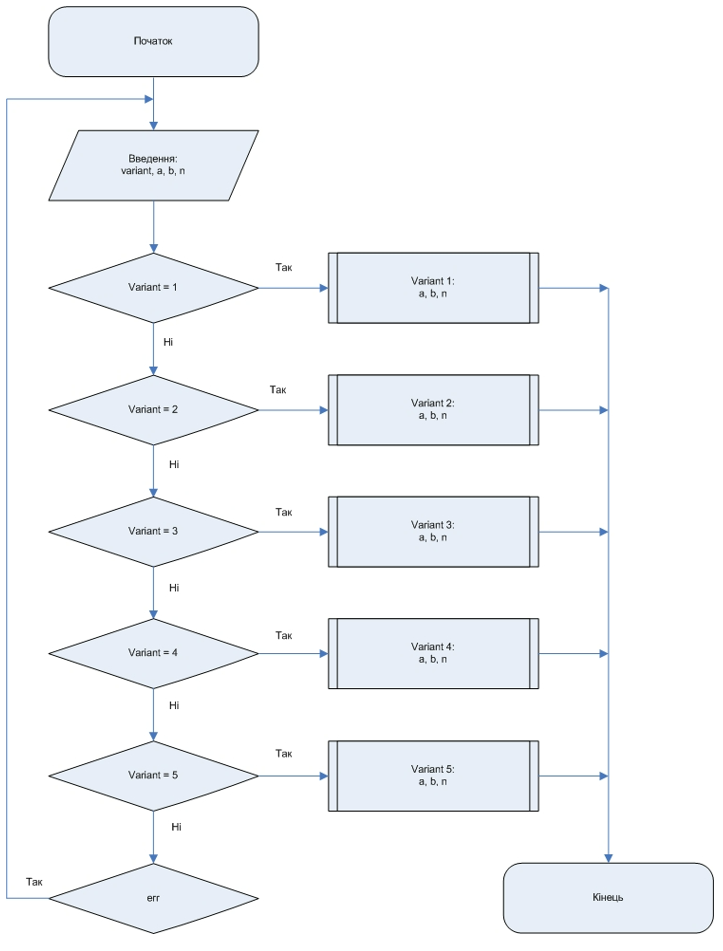 Початок
Введення:
variant, a, b, n
Variant = 1
Так
Variant 1:
a, b, n
Ні
Variant = 2
Так
Variant 2:
a, b, n
Ні
Variant = 3
Так
Variant 3:
a, b, n
Ні
Variant = 4
Так
Variant 4:
a, b, n
Ні
Variant = 5
Так
Variant 5:
a, b, n
Ні
Так
err
Кінець